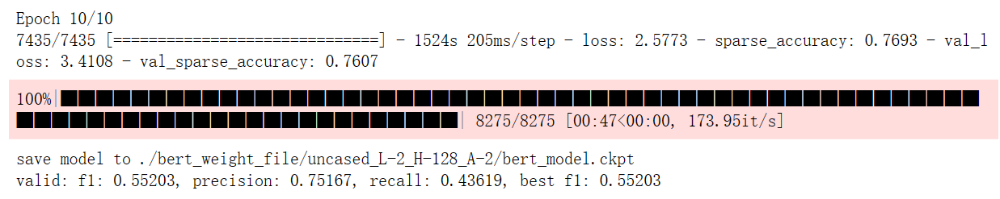 Epoch 10/10
7435/7435 [==============================] - 1524s 205ms/step - loss: 2.5773 - sparse_accuracy: 0.7693 - val_l
oss: 3.4108 - val_sparse_accuracy: 0.7607
100%|████████████████████████████████████████████████████
█████████████████████████| 8275/8275 [00:47<00:00, 173.95it/s]
save model to ./bert_weight_file/uncased_L-2_H-128_A-2/bert_model.ckpt
valid: f1: 0.55203, precision: 0.75167, recall: 0.43619, best f1: 0.55203